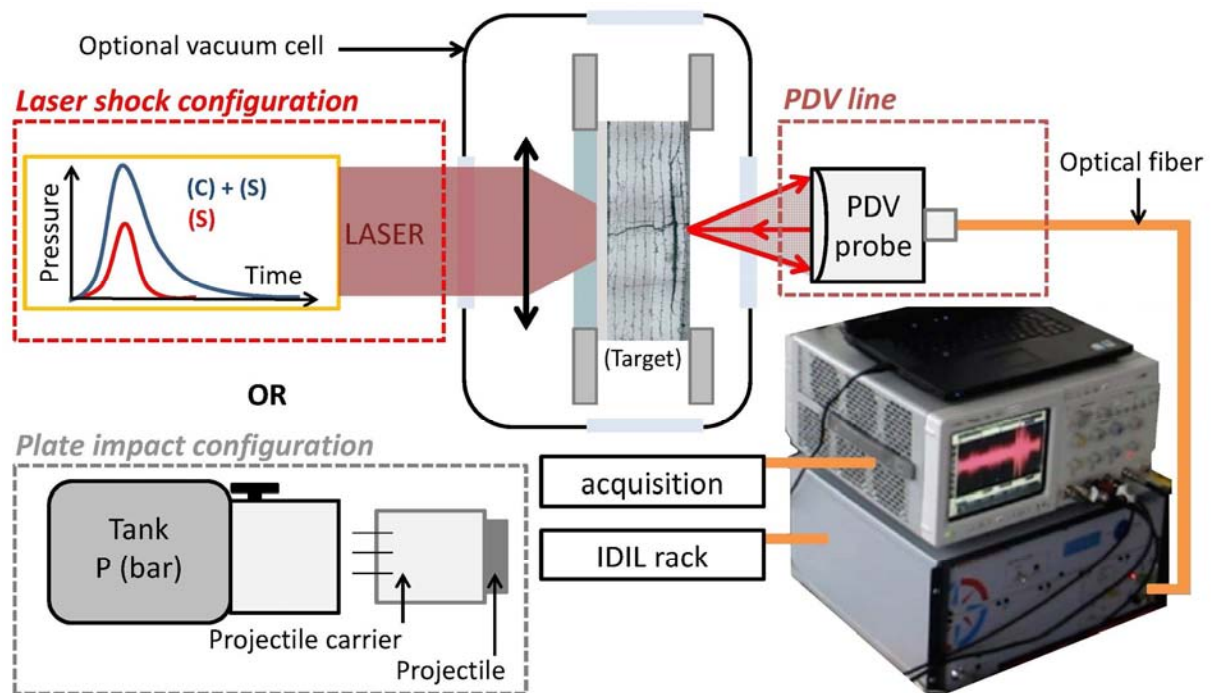 Optional vacuum cell
Laser shock configuration
PDV line
Optical fiber
Pressure
(C) + (S)
(S)
Time
LASER
PDV
probe
(Target)
OR
Plate impact configuration
Tank
P (bar)
Projectile carrier
Projectile
acquisition
IDIL rack